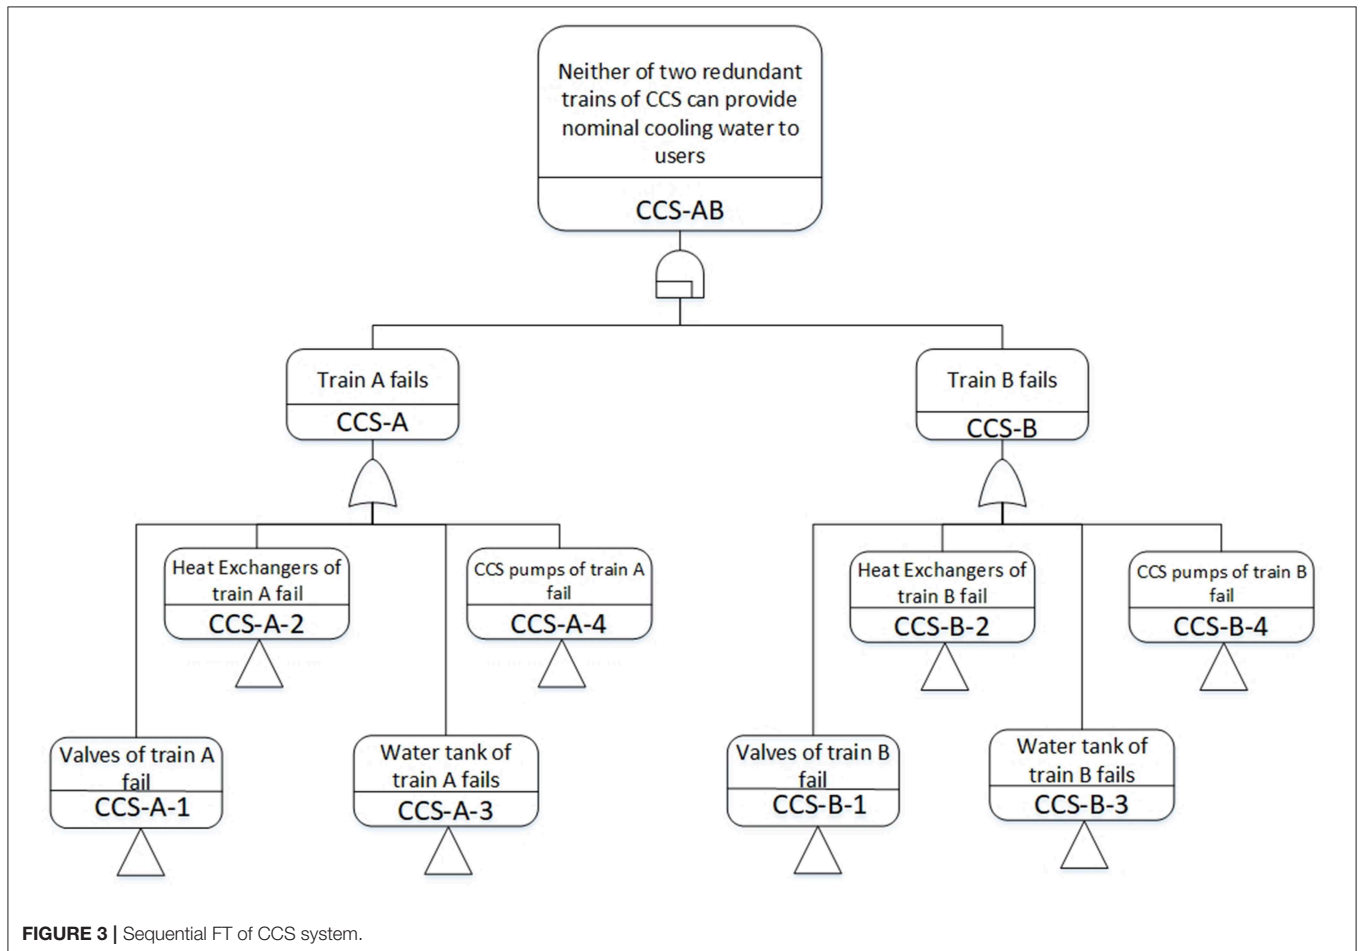 Neither of two redundant
trains of CCS can provide
nominal cooling water to
users
CCS-AB
Train A fails
CCS-A
Train B fails
CCS-B
Heat Exchangers of
train A fail
CCS-A-2
CCS pumps of train A
fail
CCS-A-4
Heat Exchangers of
train B fail
CCS-B-2
CCS pumps of train B
fail
CCS-B-4
Valves of train A
fail
CCS-A-1
Water tank of
train A fails
CCS-A-3
Valves of train B
fail
CCS-B-1
Water tank of
train B fails
CCS-B-3
FIGURE 3 | Sequential FT of CCS system.